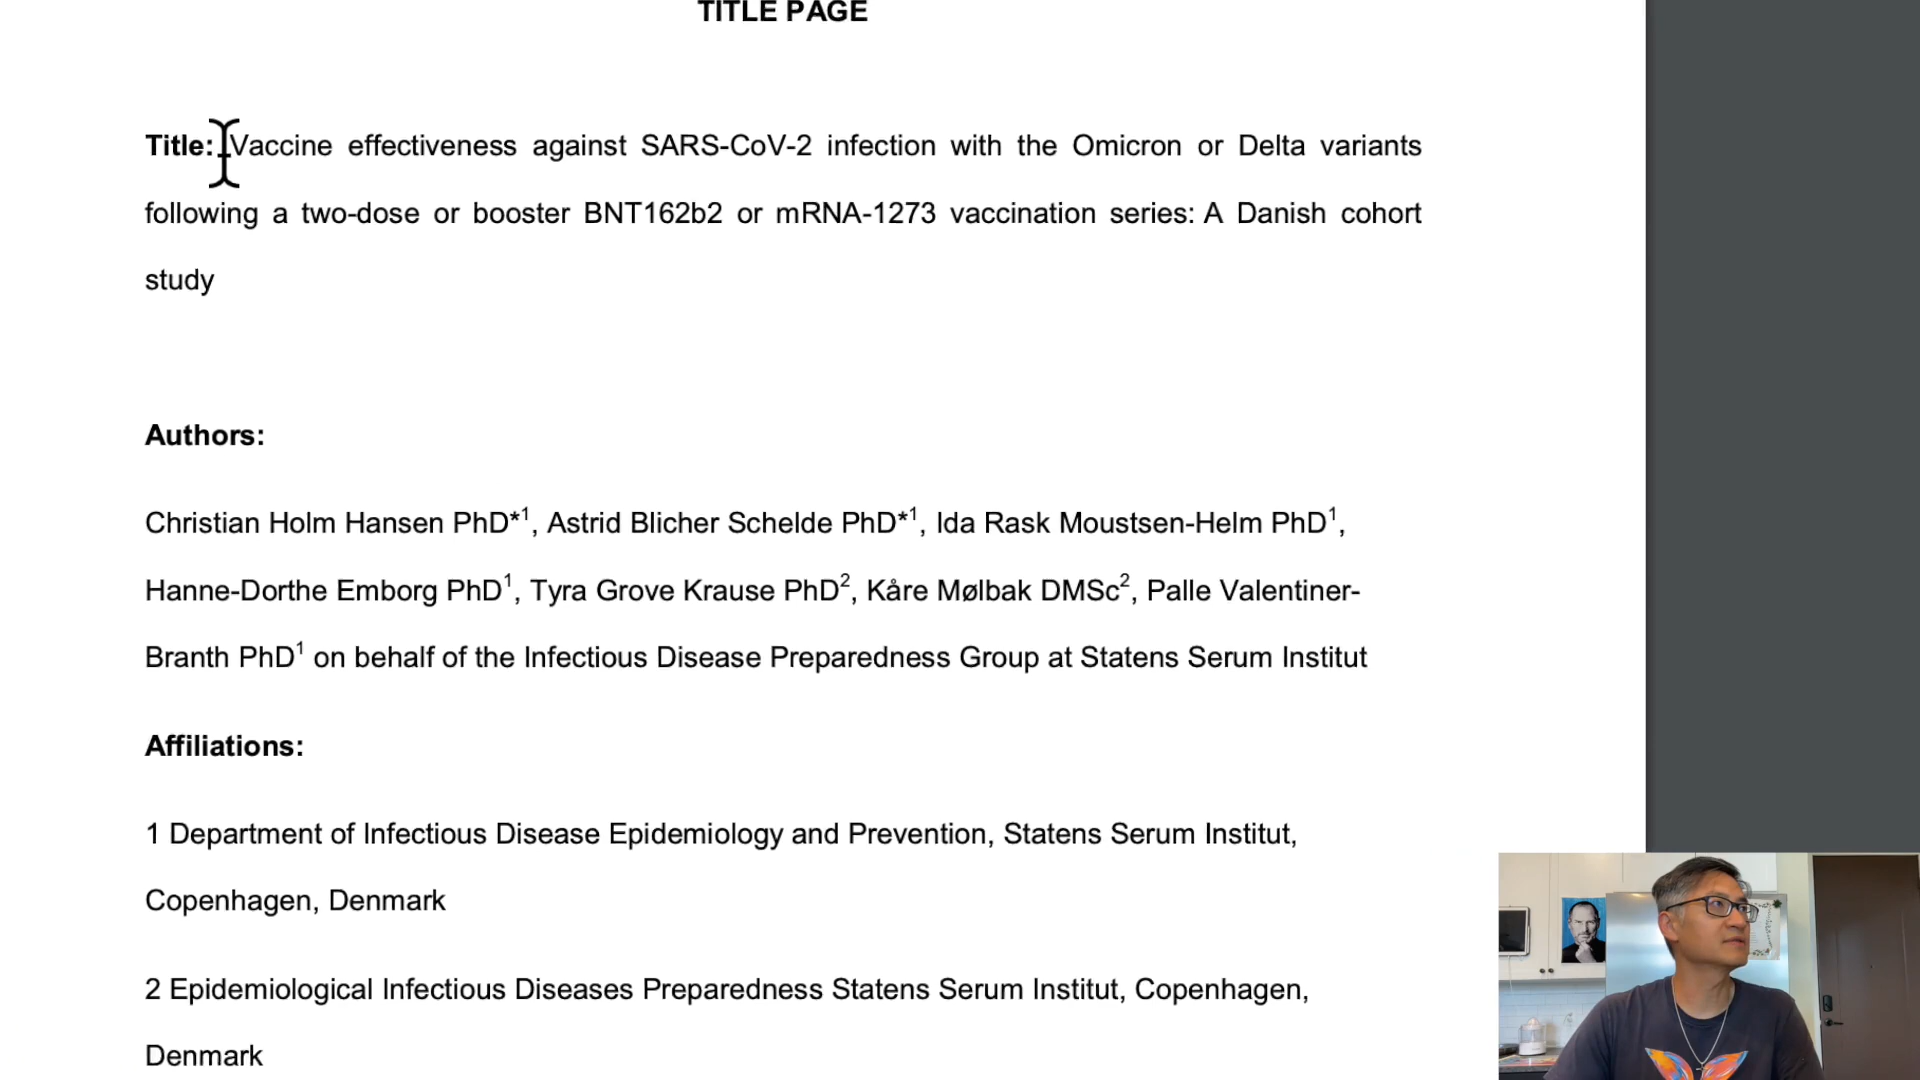 TITLE PAGE
Title: Vaccine effectiveness against SARS-CoV-2 infection with the Omicron or Delta variants
following a two-dose or booster BNT162b2 or mRNA-1273 vaccination series: A Danish cohort
study
Authors:
Christian Holm Hansen PhD*1, Astrid Blicher Schelde PhD*1, Ida Rask Moustsen-Helm PhD1,
Hanne-Dorthe Emborg PhD1, Tyra Grove Krause PhD2, Kåre Mølbak DMSc2, Palle Valentiner-
Branth PhD1 on behalf of the Infectious Disease Preparedness Group at Statens Serum Institut
Affiliations:
1 Department of Infectious Disease Epidemiology and Prevention, Statens Serum Institut,
Copenhagen, Denmark
2 Epidemiological Infectious Diseases Preparedness Statens Serum Institut, Copenhagen,
Denmark